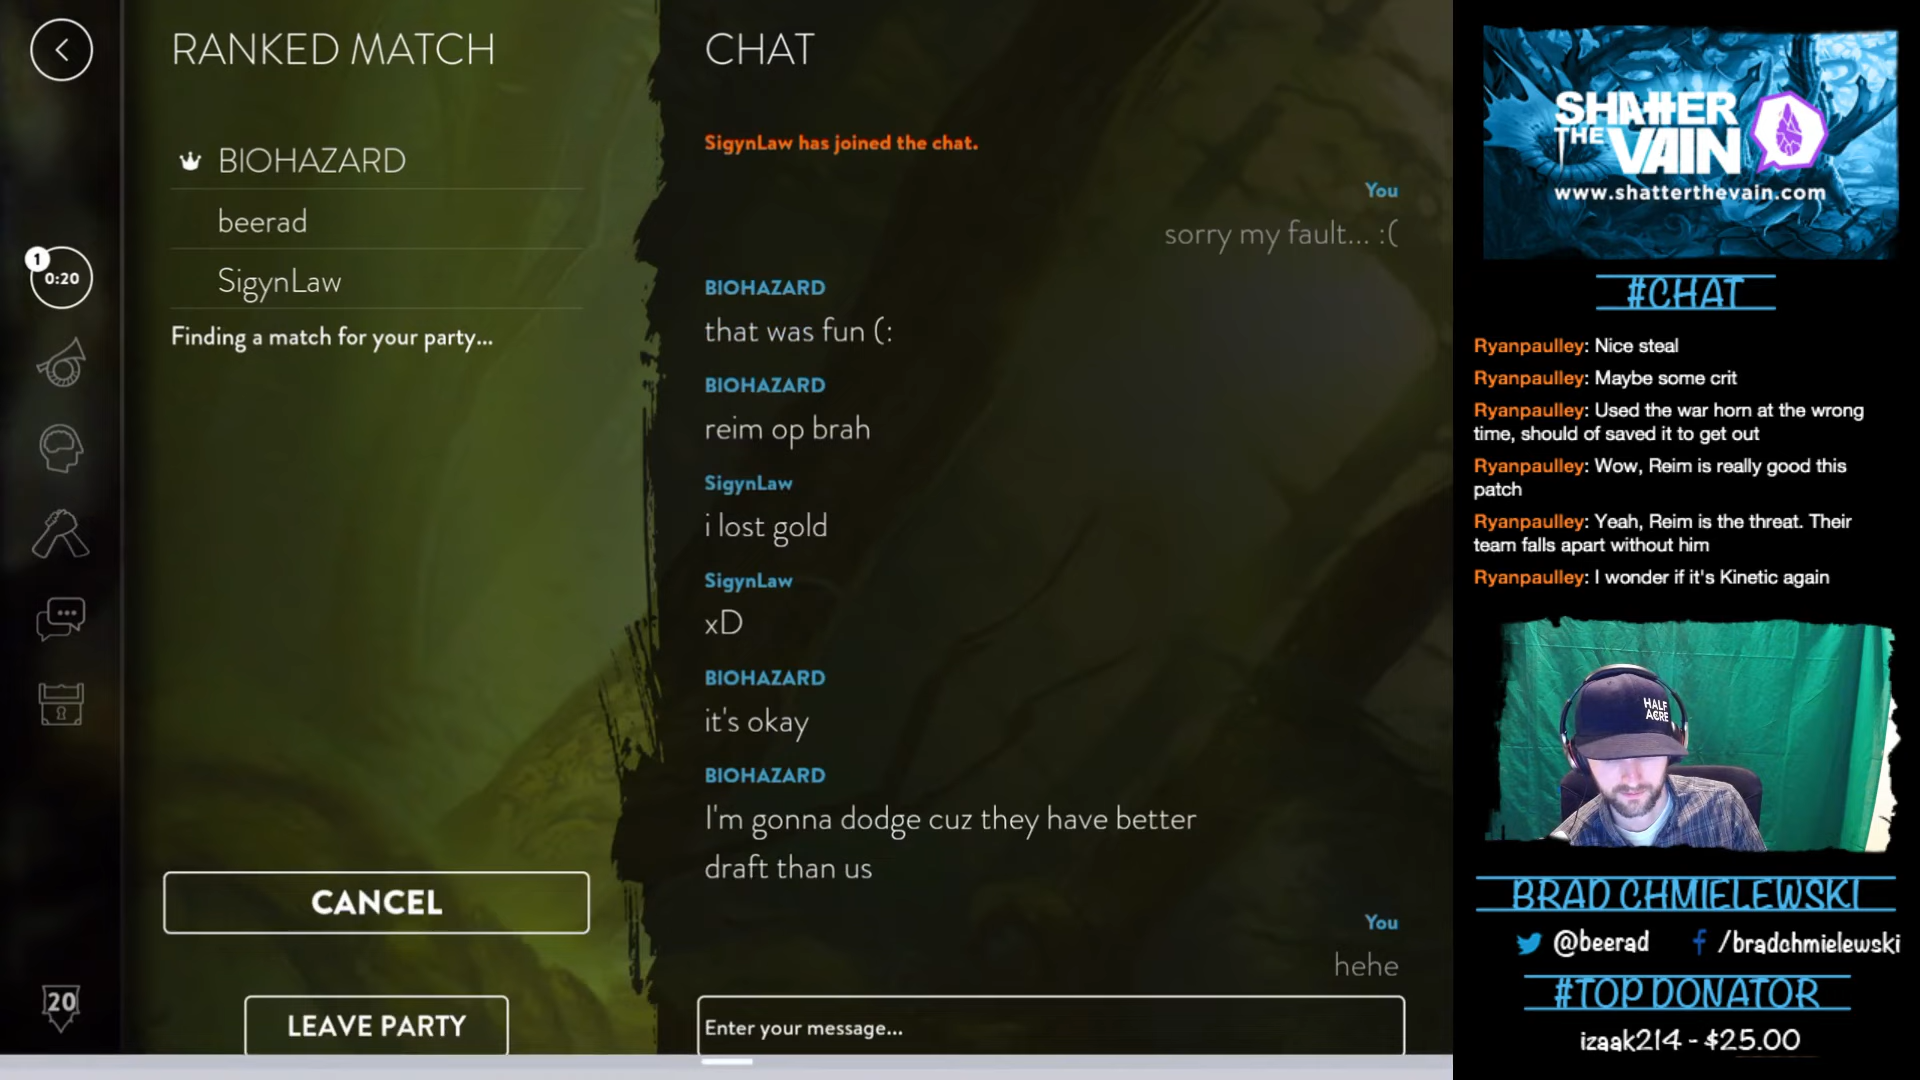 RANKED MATCH
BIOHAZARD
beerad
SigynLaw
Finding a match for your party...
1
0:20
20
CANCEL
LEAVE PARTY
CHAT
SigynLaw has joined the chat.
You
sorry my fault... :(
BIOHAZARD
that was fun (:
BIOHAZARD
reim op brah
SigynLaw
i lost gold
SigynLaw
xD
BIOHAZARD
it's okay
BIOHAZARD
I'm gonna dodge cuz they have better
draft than us
You
hehe
Enter your message...
SHATTER
THE VAIN
www.shatterthevain.com
#CHAT
Ryanpaulley: Nice steal
Ryanpaulley: Maybe some crit
Ryanpaulley: Used the war horn at the wrong
time, should of saved it to get out
Ryanpaulley: Wow, Reim is really good this
patch
Ryanpaulley: Yeah, Reim is the threat. Their
team falls apart without him
Ryanpaulley: I wonder if it's Kinetic again
HALF
ACRE
BRAD CHMIELEWSKI
@beerad /bradchmielewski
#TOP DONATOR
izaak214 - $25.00